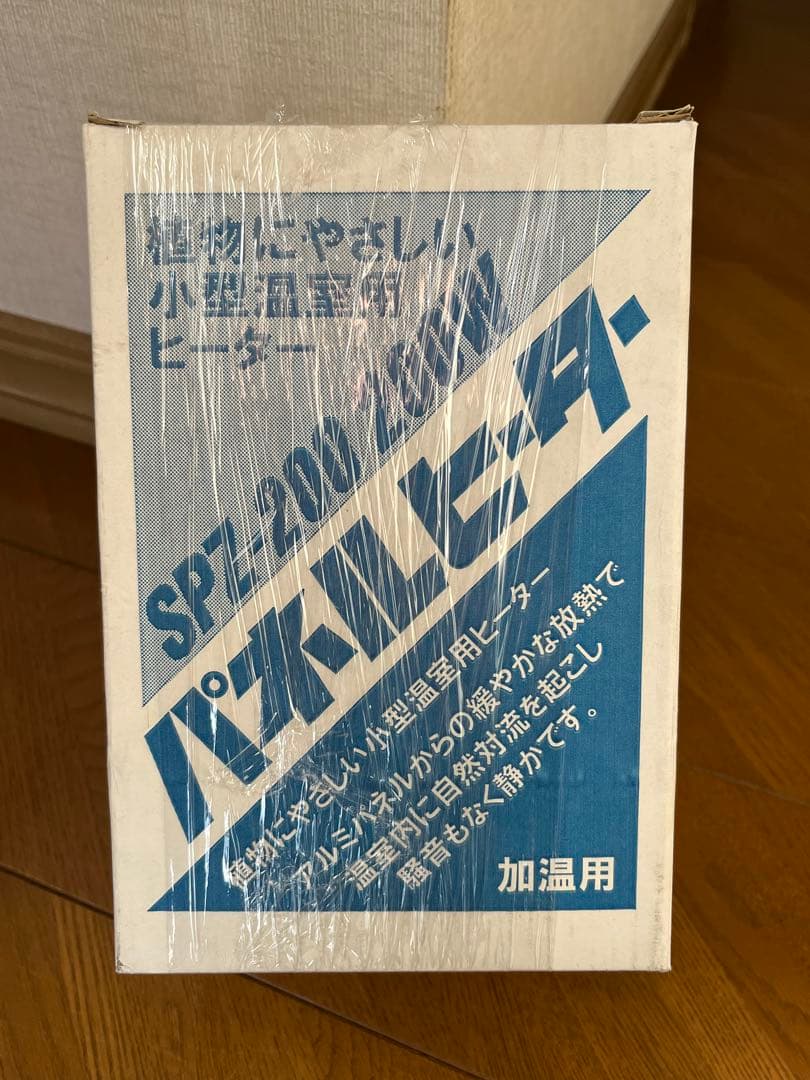 植物にやさしい
小型温室用
ヒーター
SPZ-200 200W
パネルヒーター
植物にやさしい小型温室用ヒーター
アルミパネルからの緩やかな放熱で
温室内に自然対流を起こし
騒音もなく静かです。
加温用